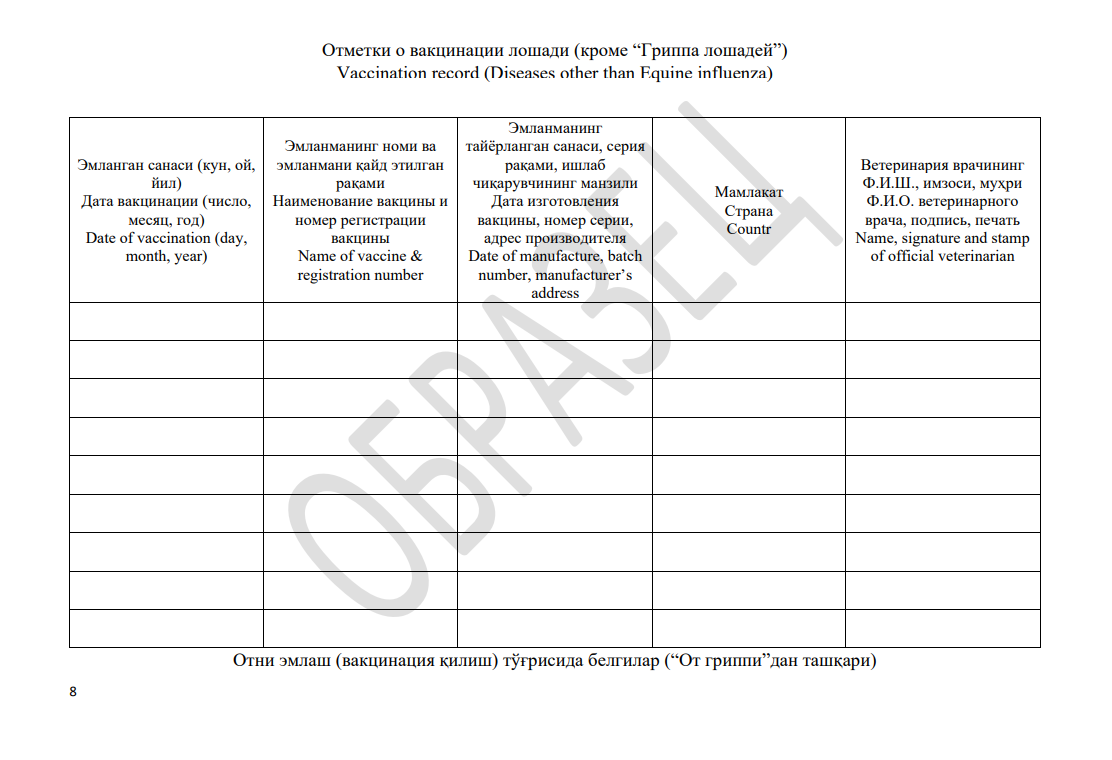 Отметки о вакцинации лошади (кроме “Гриппа лошадей”)
Vaccination record (Diseases other than Equine influenza)
Эмланган санаси (кун, ой,
йил)
Дата вакцинации (число,
месяц, год)
Date of vaccination (day,
month, year)
Эмланманинг номи ва
эмланмани қайд этилган
рақами
Наименование вакцины и
номер регистрации
вакцины
Name of vaccine &
registration number
Эмланманинг
тайёрланган санаси, серия
рақами, ишлаб
чиқарувчининг манзили
Дата изготовления
вакцины, номер серии,
адрес производителя
Date of manufacture, batch
number, manufacturer’s
address
Мамлакат
Страна
Countr
Ветеринария врачининг
Ф.И.Ш., имзоси, муҳри
Ф.И.О. ветеринарного
врача, подпись, печать
Name, signature and stamp
of official veterinarian
ОБРАЗЕЦ
Отни эмлаш (вакцинация қилиш) тўғрисида белгилар (“От гриппи”дан ташқари)
8